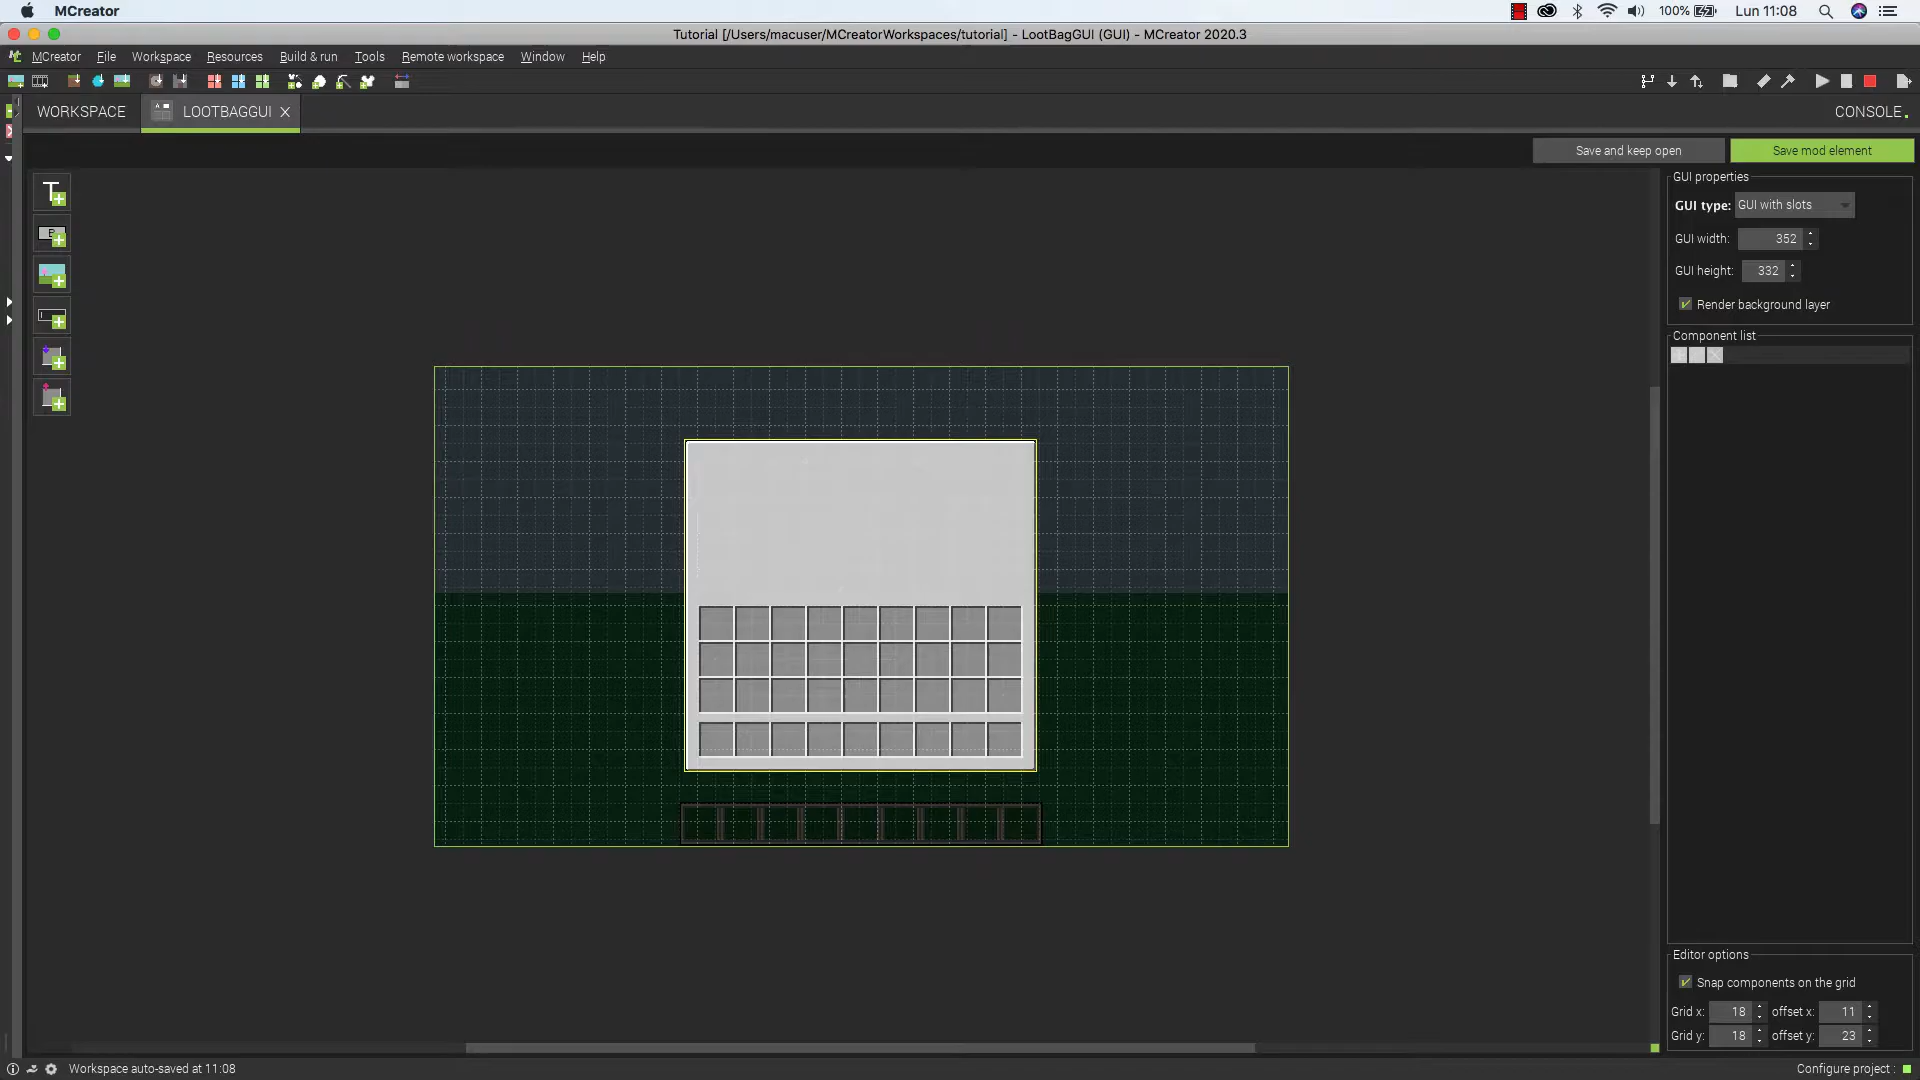 MCreator
100%
Lun 11:08
Tutorial [/Users/macuser/MCreatorWorkspaces/tutorial] - LootBagGUI (GUI) - MCreator 2020.3
MCreator File Workspace Resources Build & run Tools Remote workspace Window Help
WORKSPACE
LOOTBAGGUI
CONSOLE
Save and keep open
Save mod element
GUI properties
GUI type: GUI with slots
GUI width: 352
GUI height: 332
Render background layer
Component list
Editor options
Snap components on the grid
Grid x: 18 offset x: 11
Grid y: 18 offset y: 23
Workspace auto-saved at 11:08
Configure project :